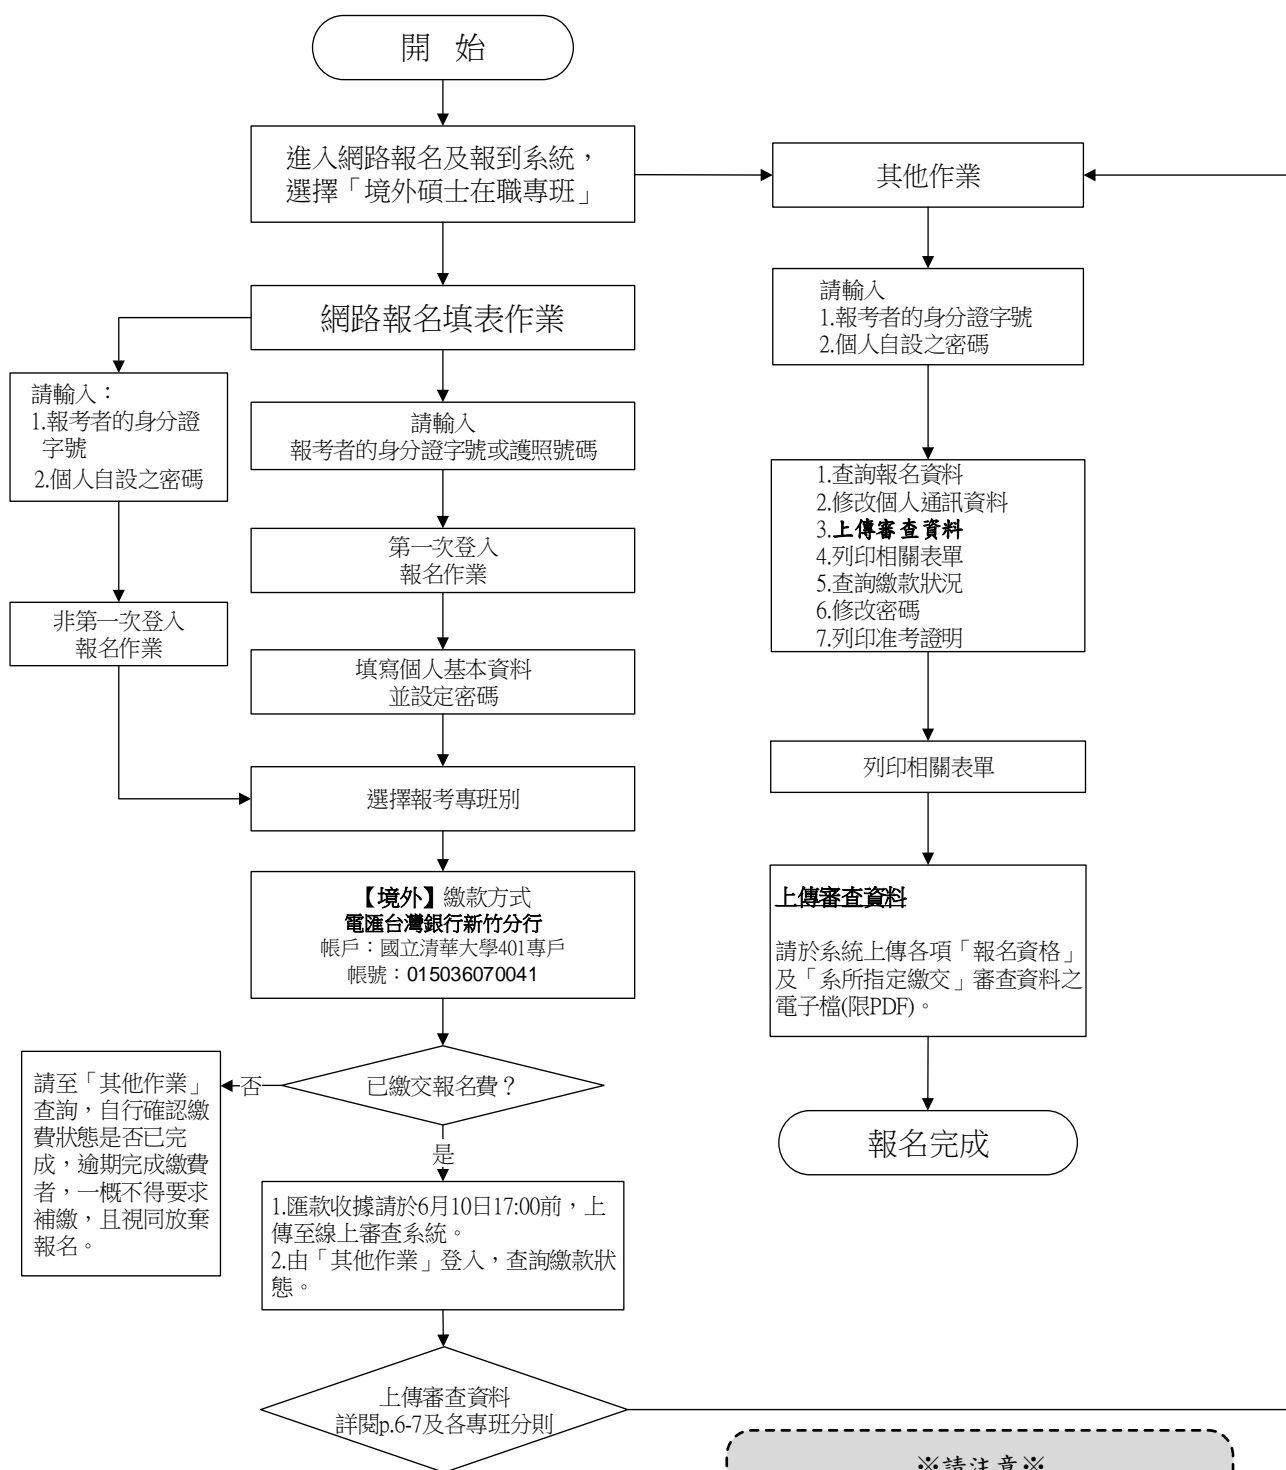 開 始
進入網路報名及報到系統，
選擇「境外碩士在職專班」
網路報名填表作業
請輸入：
1.報考者的身分證
字號
2.個人自設之密碼
非第一次登入
報名作業
請輸入
報考者的身分證字號或護照號碼
第一次登入
報名作業
填寫個人基本資料
並設定密碼
選擇報考專班別
【境外】繳款方式
電匯台灣銀行新竹分行
帳戶：國立清華大學401專戶
帳號：015036070041
已繳交報名費？
否
請至「其他作業」
查詢，自行確認繳
費狀態是否已完
成，逾期完成繳費
者，一概不得要求
補繳，且視同放棄
報名。
是
1.匯款收據請於6月10日17:00前，上
傳至線上審查系統。
2.由「其他作業」登入，查詢繳款狀
態。
上傳審查資料
詳閱p.6-7及各專班分則
其他作業
請輸入
1.報考者的身分證字號
2.個人自設之密碼
1.查詢報名資料
2.修改個人通訊資料
3.上傳審查資料
4.列印相關表單
5.查詢繳款狀況
6.修改密碼
7.列印准考證明
列印相關表單
上傳審查資料
請於系統上傳各項「報名資格」
及「系所指定繳交」審查資料之
電子檔(限PDF)。
報名完成
※請注意※